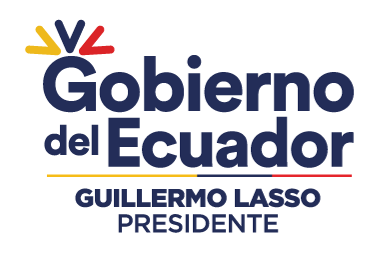 Gobierno
del Ecuador
GUILLERMO LASSO
PRESIDENTE